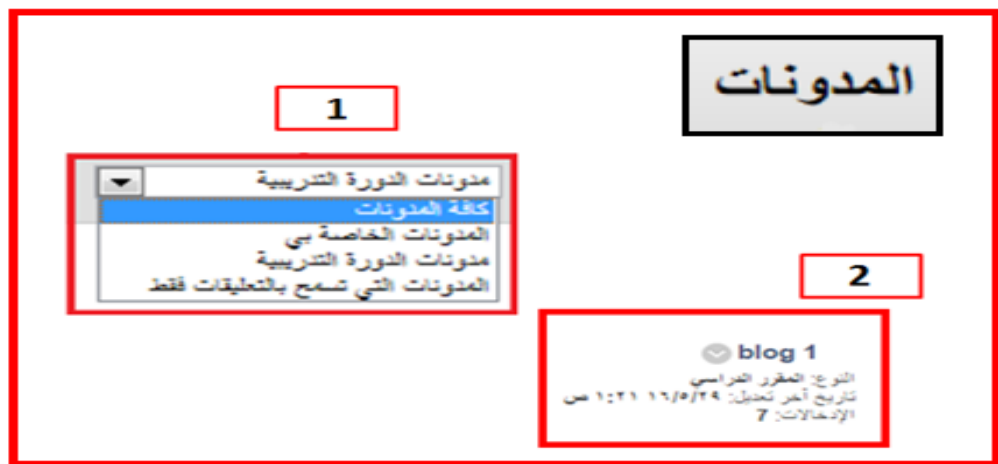 المدونات
1
مدونات الدورة التدريبية
كافة المدونات
المدونات الخاصة بي
مدونات الدورة التدريبية
المدونات التي تسمح بالتعليقات فقط
2
blog 1
النوع: المقرر الدراسي
تاريخ آخر تعديل: ١٦/٥/٢٩ ١:٢١ ص
الإدخالات: 7